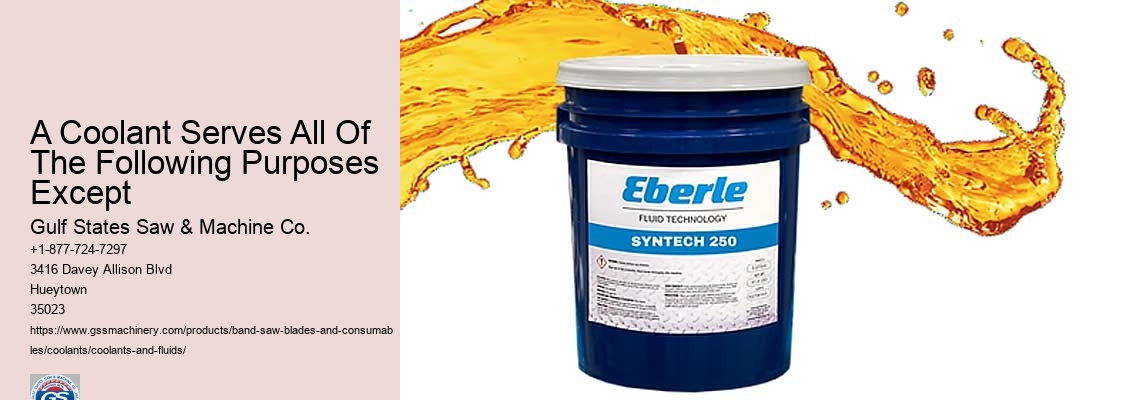 A Coolant Serves All Of
The Following Purposes
Except
Gulf States Saw & Machine Co.
+1-877-724-7297
3416 Davey Allison Blvd
Hueytown
35023
https://www.gssmachinery.com/products/band-saw-blades-and-consumab
les/coolants/coolants-and-fluids/
GS
Eberle
FLUID TECHNOLOGY
SYNTECH 250